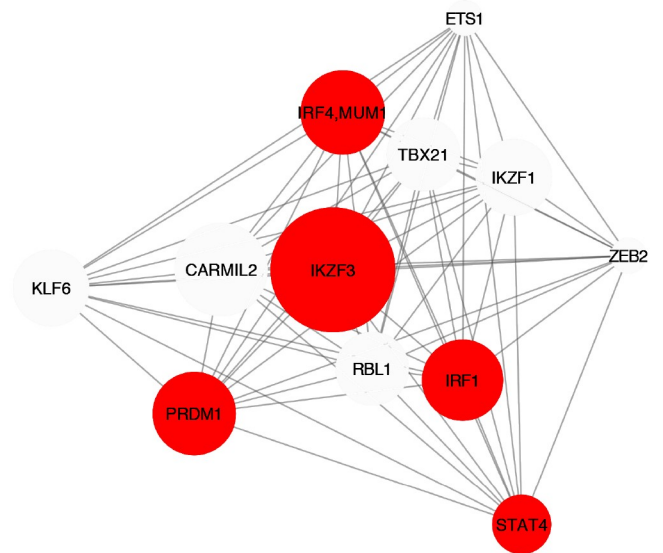 ETS1
IRF4,MUM1
TBX21
IKZF1
ZEB2
CARMIL2
IKZF3
KLF6
RBL1
IRF1
PRDM1
STAT4